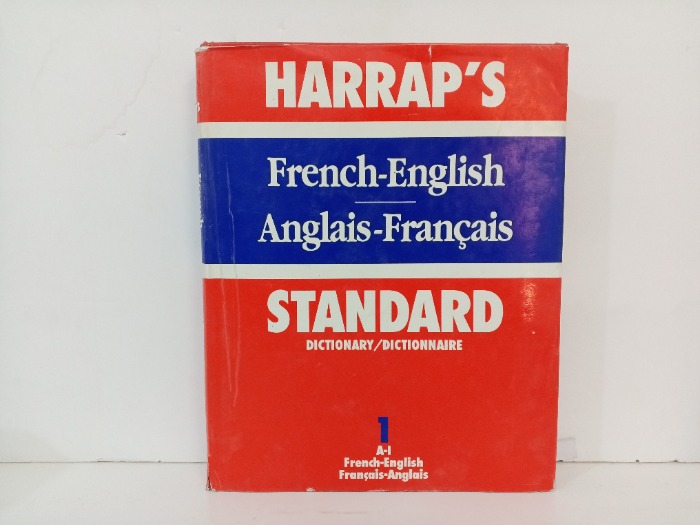 HARRAP'S
French-English
Anglais-Français
STANDARD
DICTIONARY/DICTIONNAIRE
1
A-I
French-English
Français-Anglais